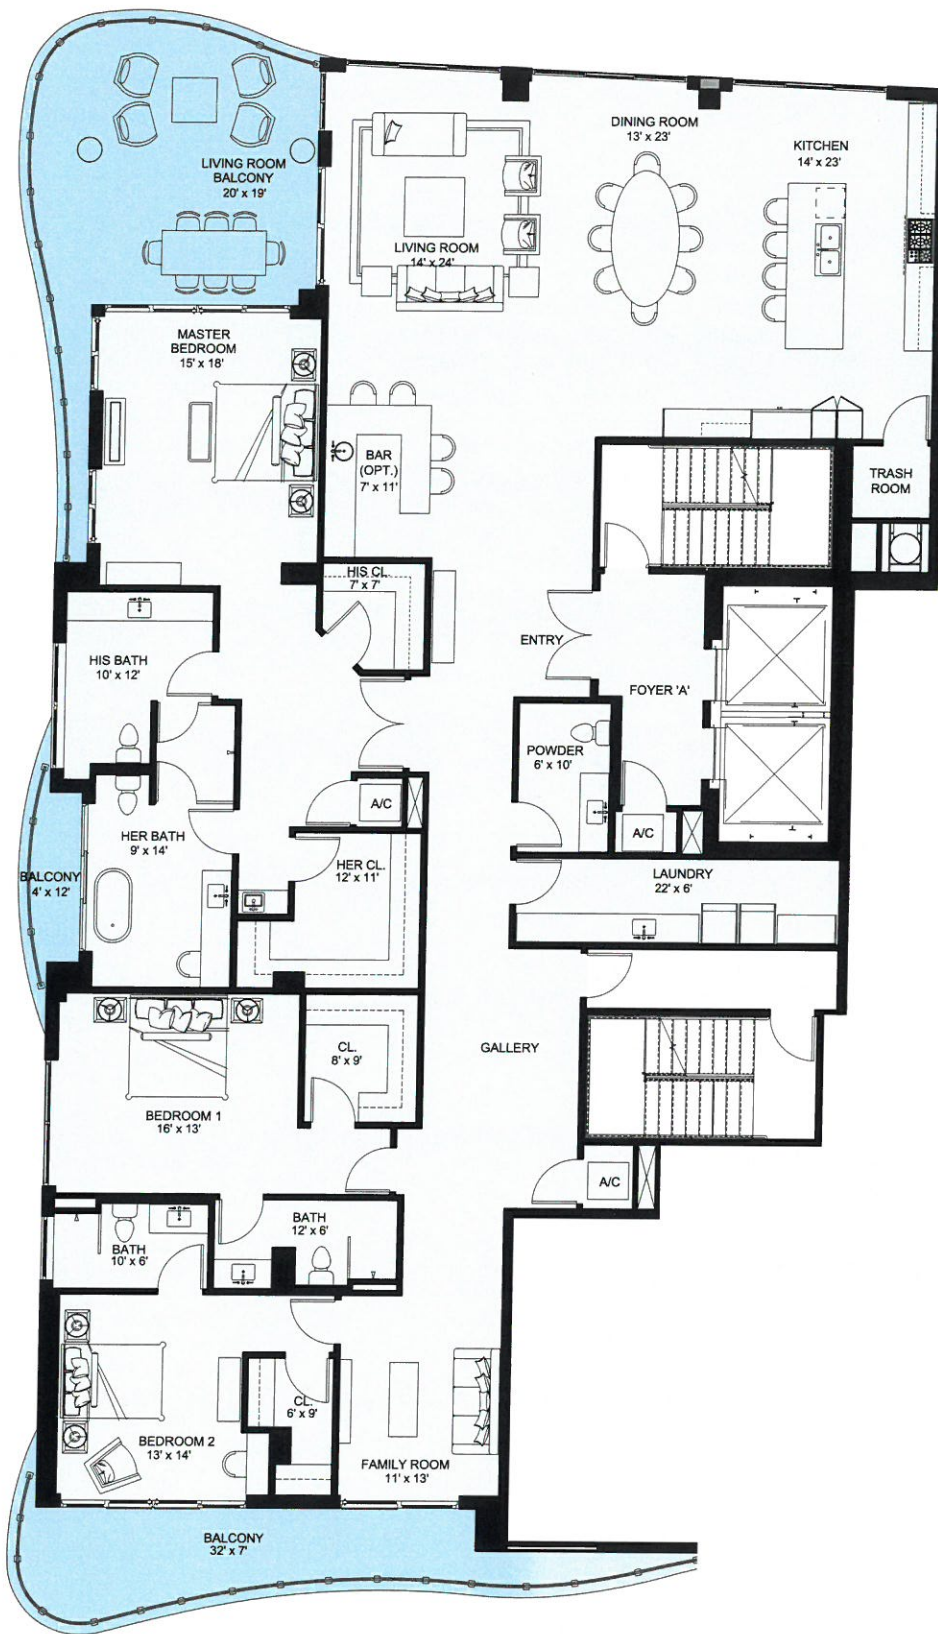 LIVING ROOM
BALCONY
20' x 19'
DINING ROOM
13' x 23'
KITCHEN
14' x 23'
LIVING ROOM
14' x 24'
MASTER
BEDROOM
15' x 18'
BAR
(OPT.)
7' x 11'
TRASH
ROOM
HIS CL.
7' x 7'
ENTRY
HIS BATH
10' x 12'
FOYER 'A'
POWDER
6' x 10'
A/C
A/C
HER BATH
9' x 14'
HER CL.
12' x 11'
BALCONY
4' x 12'
LAUNDRY
22' x 6'
CL.
8' x 9'
GALLERY
BEDROOM 1
16' x 13'
A/C
BATH
12' x 6'
BATH
10' x 6'
CL.
6' x 9'
BEDROOM 2
13' x 14'
FAMILY ROOM
11' x 13'
BALCONY
32' x 7'